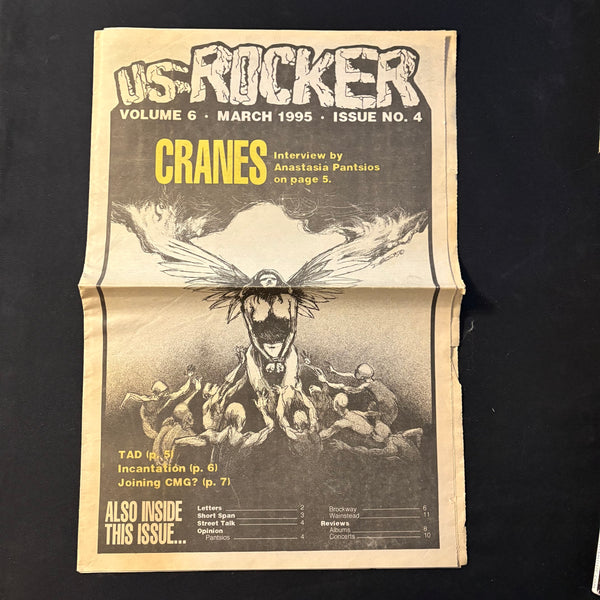 US ROCKER
VOLUME 6 • MARCH 1995 • ISSUE NO. 4
CRANES
Interview by
Anastasia Pantsios
on page 5.
TAD (p. 5)
Incantation (p. 6)
Joining CMG? (p. 7)
ALSO INSIDE
THIS ISSUE...
Letters 2
Short Span 3
Street Talk 4
Opinion
Pantsios 4
Brockway 6
Wainstead 11
Reviews
Albums 8
Concerts 10